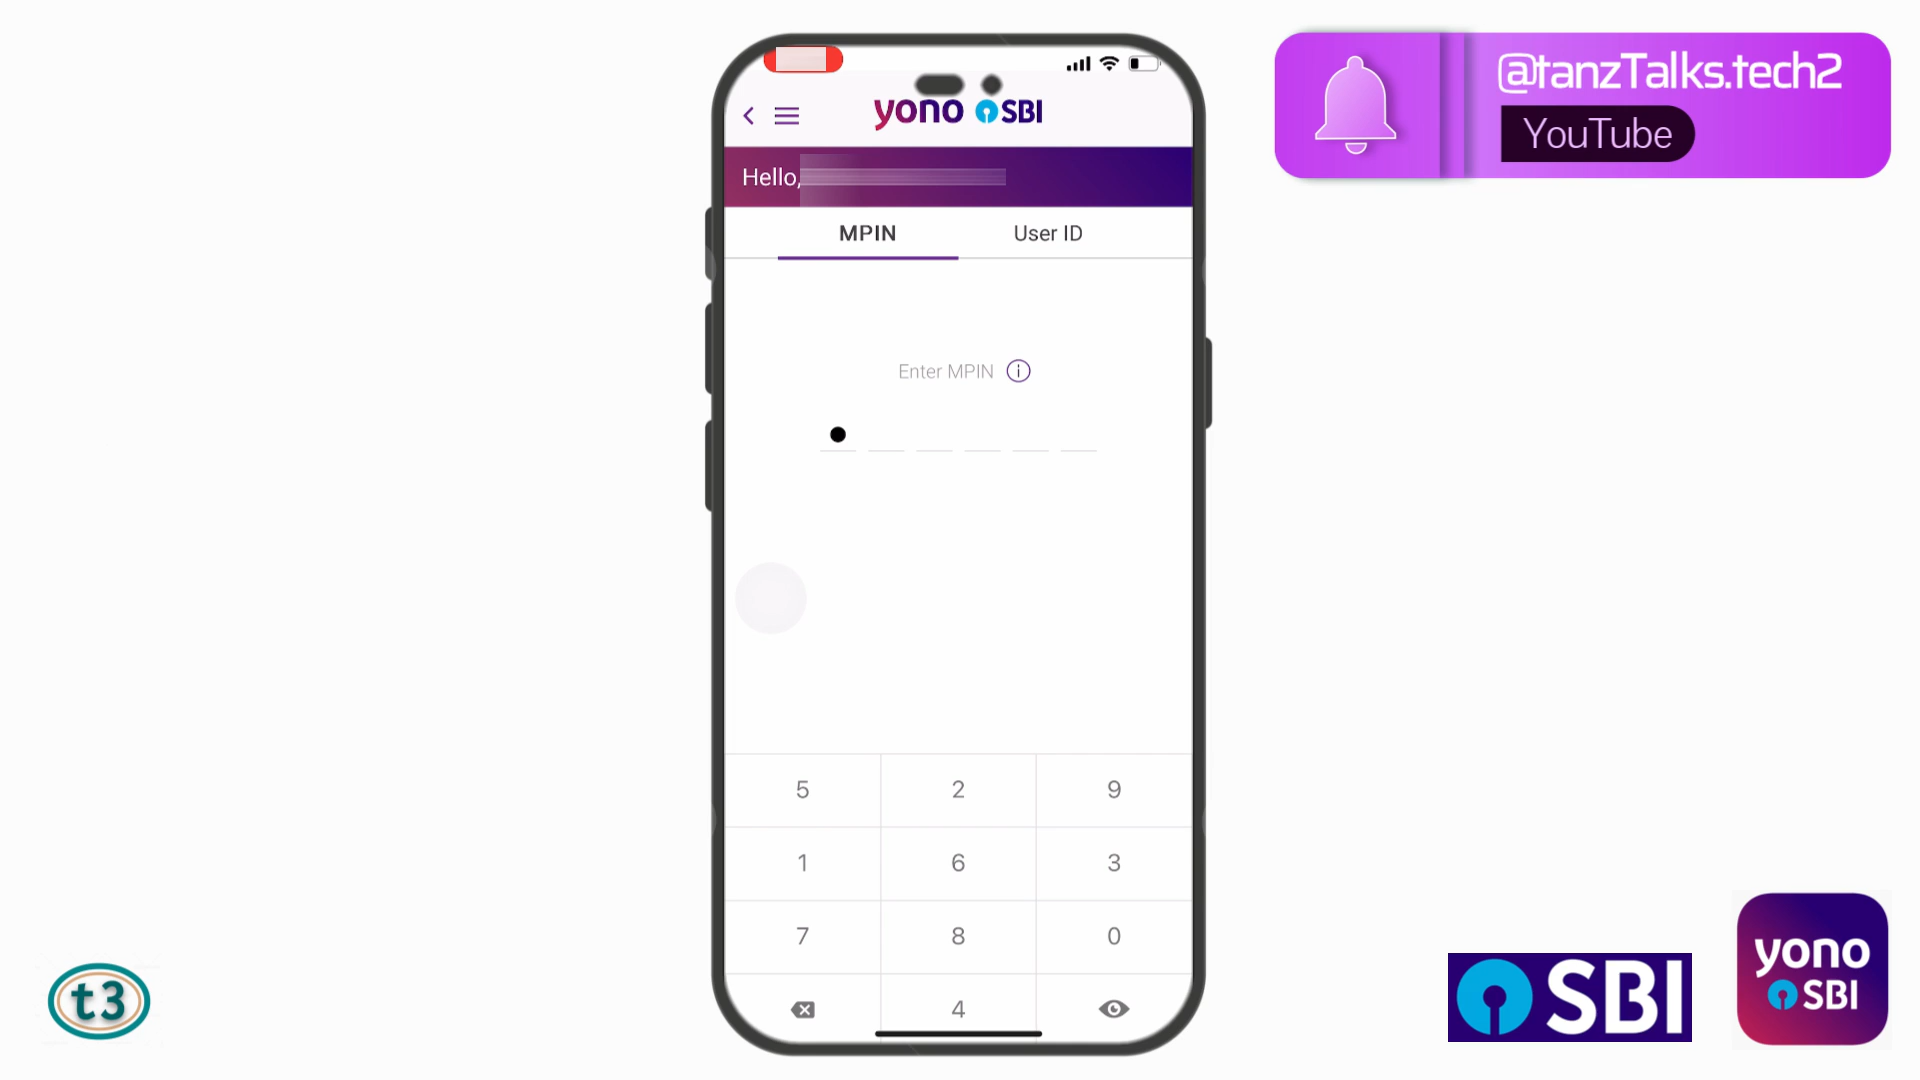 @tanzTalks.tech2
YouTube
yono SBI
Hello,
MPIN User ID
Enter MPIN
5 2 9
1 6 3
7 8 0
4
t3
SBI
yono
SBI